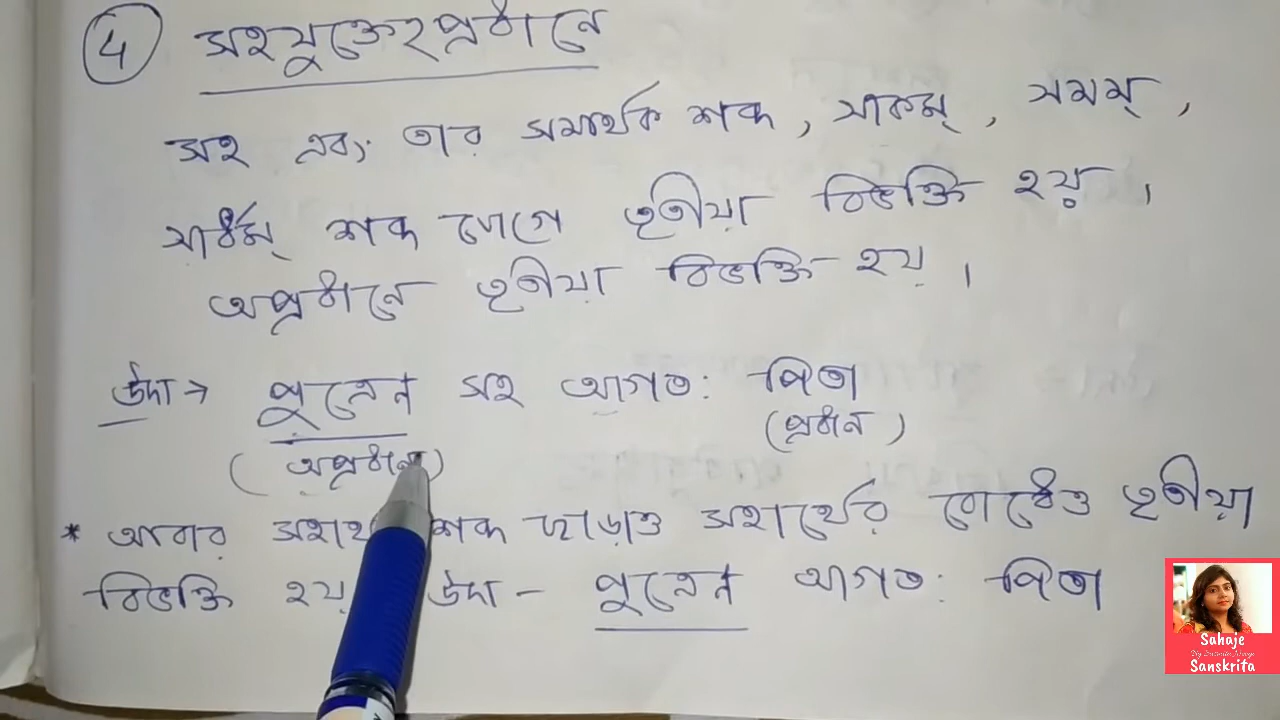 ④ সহযুক্তেঽপ্রধানে
সহ এবং তার সমার্থক শব্দ, সাকম্, সমম্,
সার্ধম্ শব্দ যোগে তৃতীয়া বিভক্তি হয়।
অপ্রধানে তৃতীয়া বিভক্তি হয়।
উদা→ পুত্রেন সহ আগতঃ পিতা
(অপ্রধান) (প্রধান)
* আবার সহার্থ শব্দ ছাড়াও সহার্থের বোধেও তৃতীয়া
বিভক্তি হয় উদা - পুত্রেন আগতঃ পিতা
Sahaje
Sanskrita